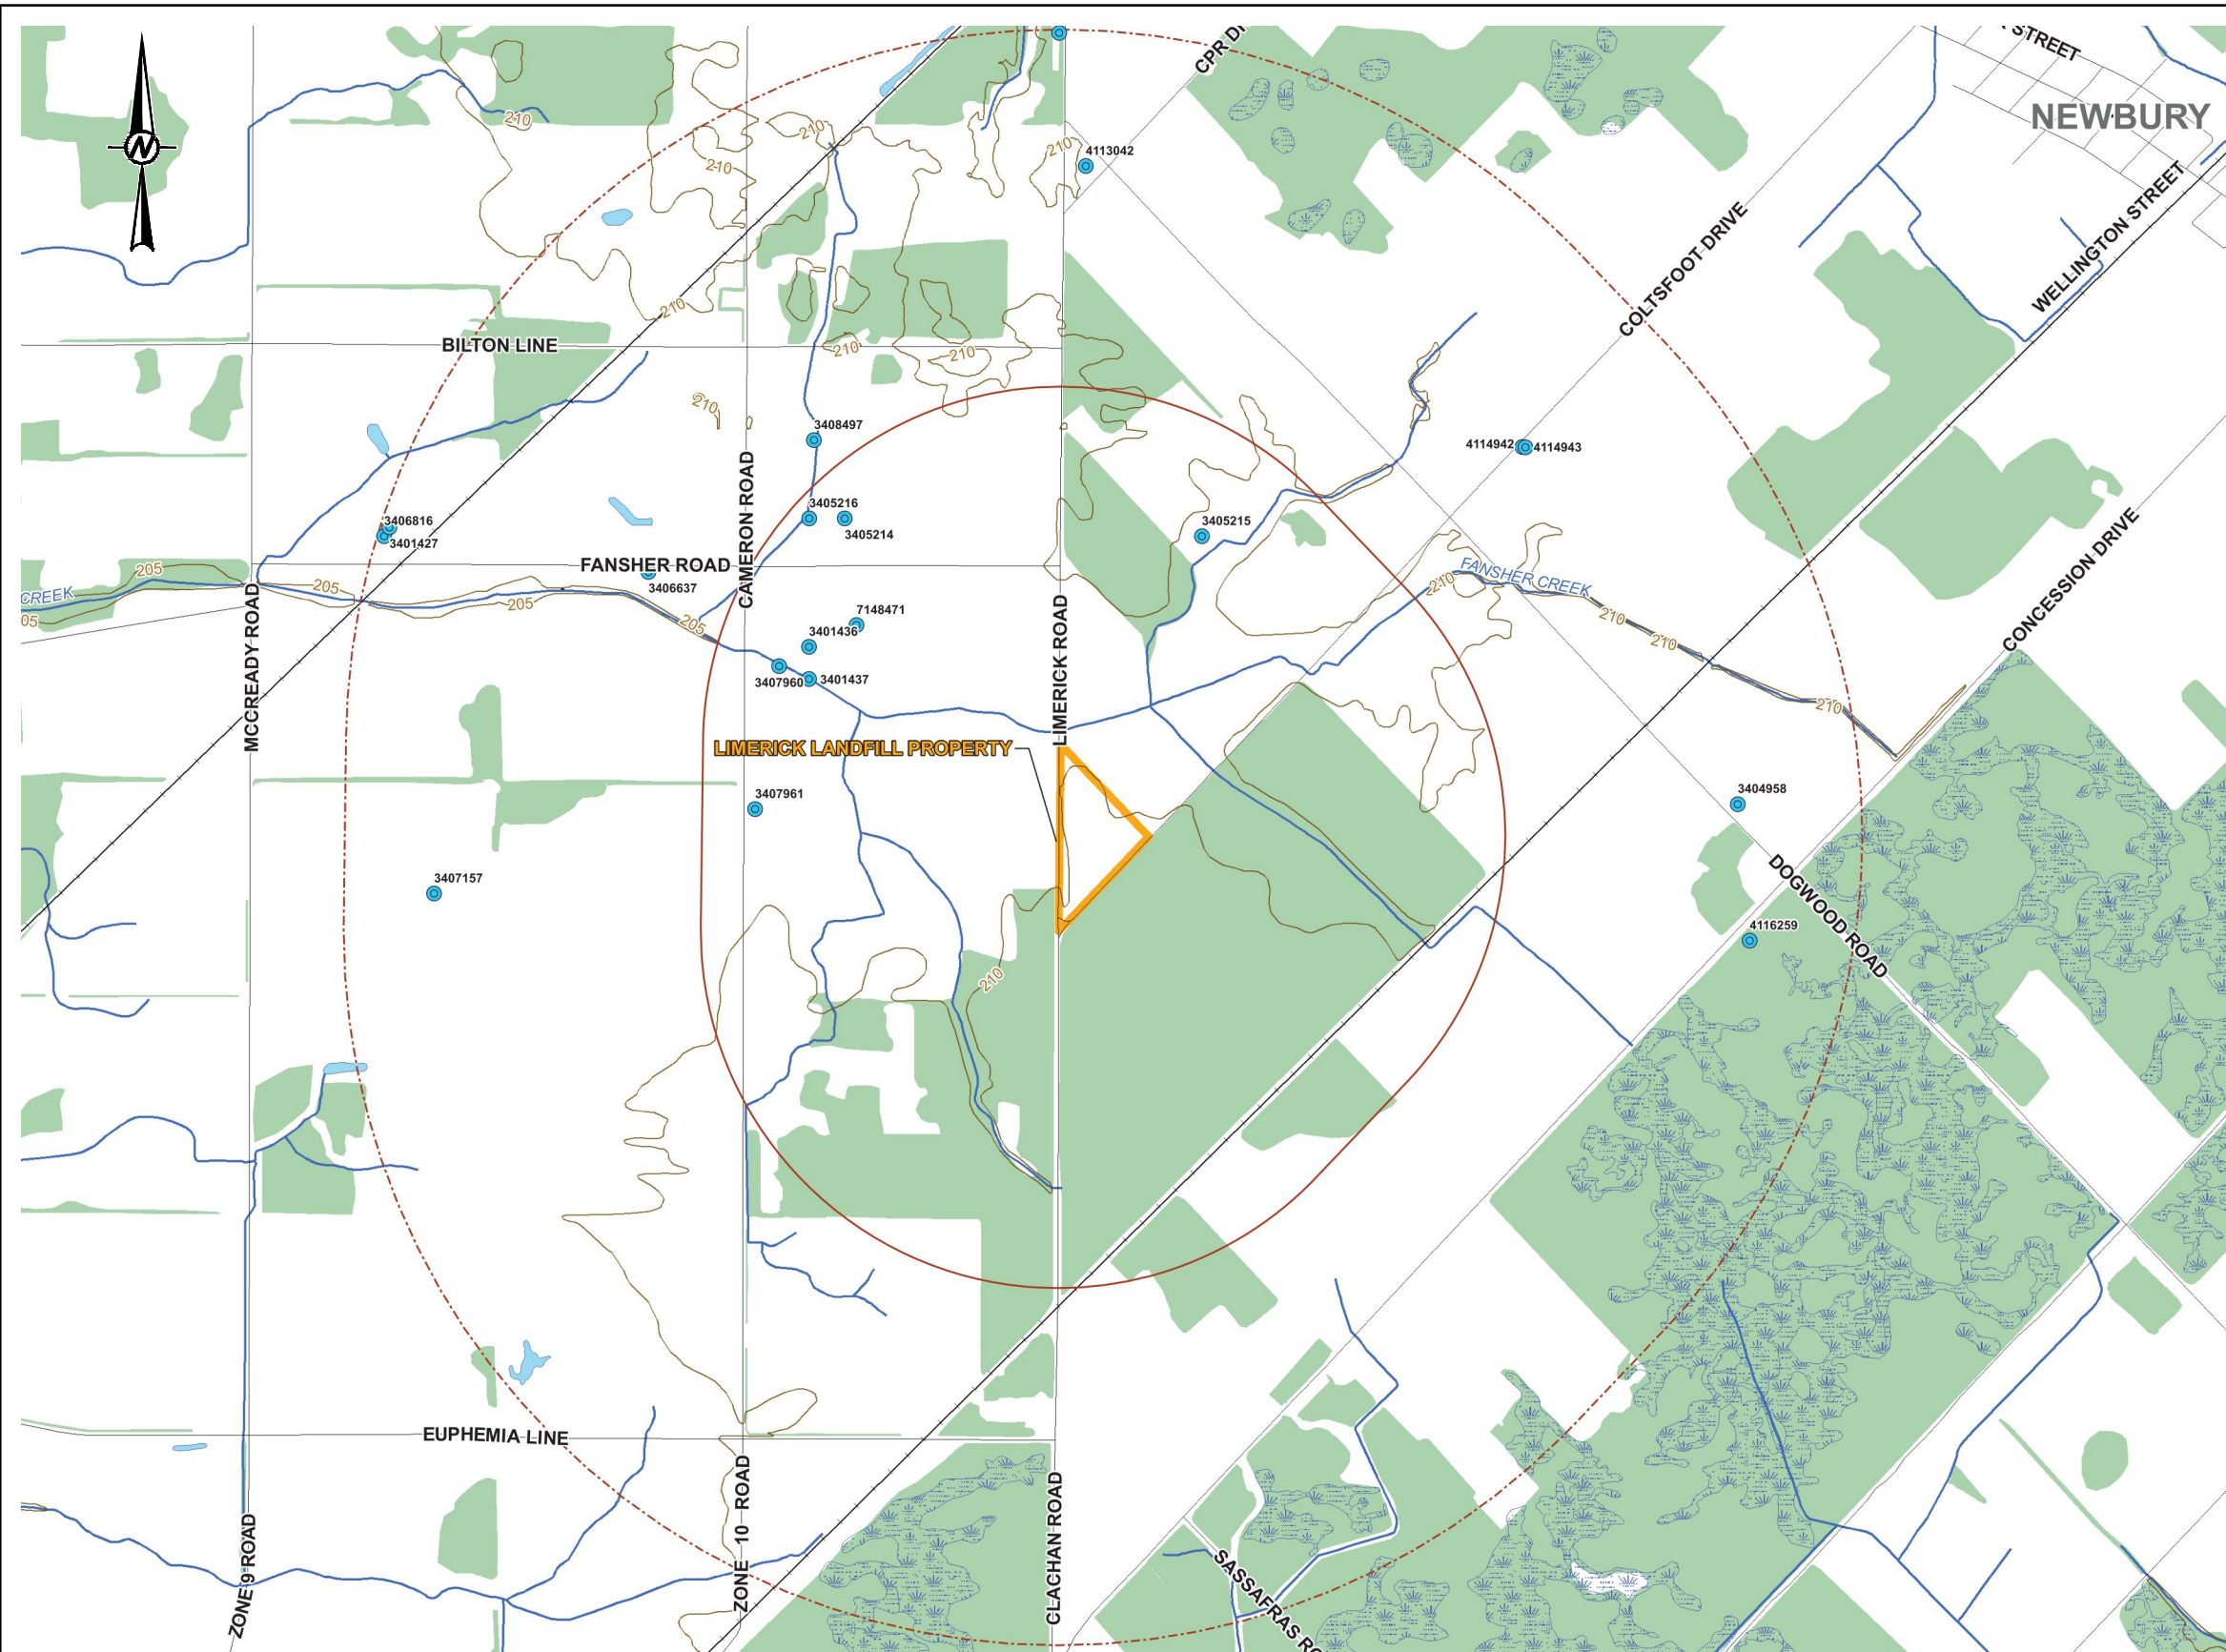 STREET
CPR D
NEWBURY
N
210
210
210
210
4113042
WELLINGTON STREET
COLTSFOOT DRIVE
210
BILTON LINE
210
210
210
3408497
4114942
4114943
CAMERON ROAD
3405216
3405214
3406816
3401427
3405215
CONCESSION DRIVE
FANSHER ROAD
205
205
205
205
3406637
FANSHER CREEK
210
210
210
210
CREEK
05
MCCREADY ROAD
LIMERICK ROAD
7148471
3401436
3407960
3401437
LIMERICK LANDFILL PROPERTY
3407961
3404958
3407157
DOGWOOD ROAD
4116259
210
EUPHEMIA LINE
ZONE 9 ROAD
ZONE 10 ROAD
CLACHAN ROAD
SASSAFRAS RO